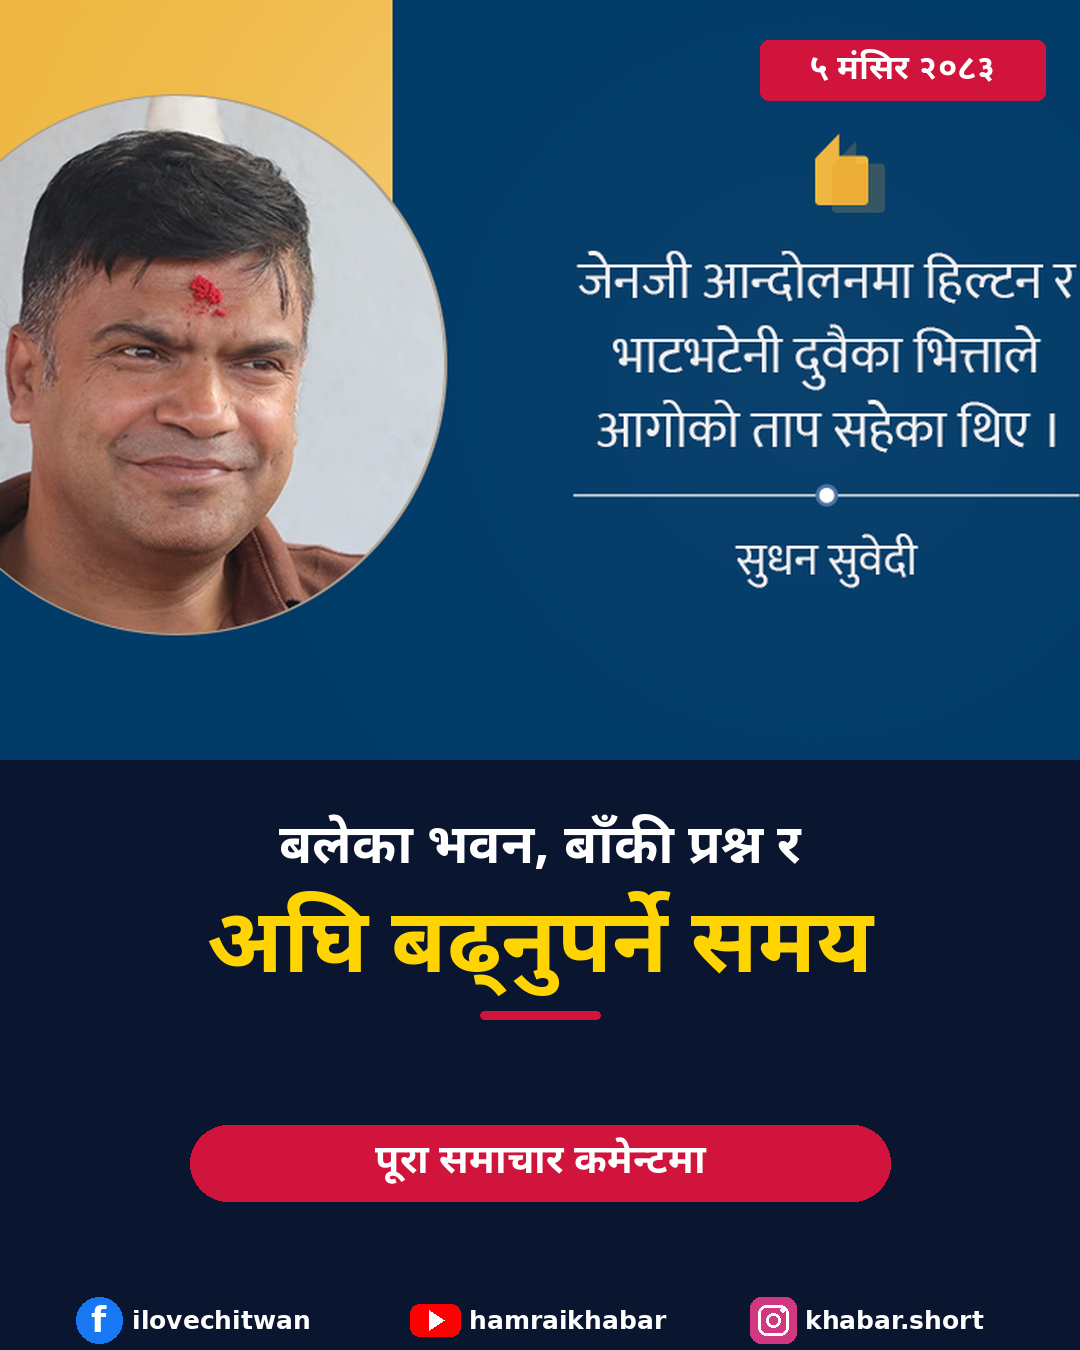 ५ मंसिर २०८३
जेनजी आन्दोलनमा हिल्टन र
भाटभटेनी दुवैका भित्ताले
आगोको ताप सहेका थिए ।
सुधन सुवेदी
बलेका भवन, बाँकी प्रश्न र
अघि बढ्नुपर्ने समय
पूरा समाचार कमेन्टमा
f ilovechitwan
hamraikhabar
khabar.short